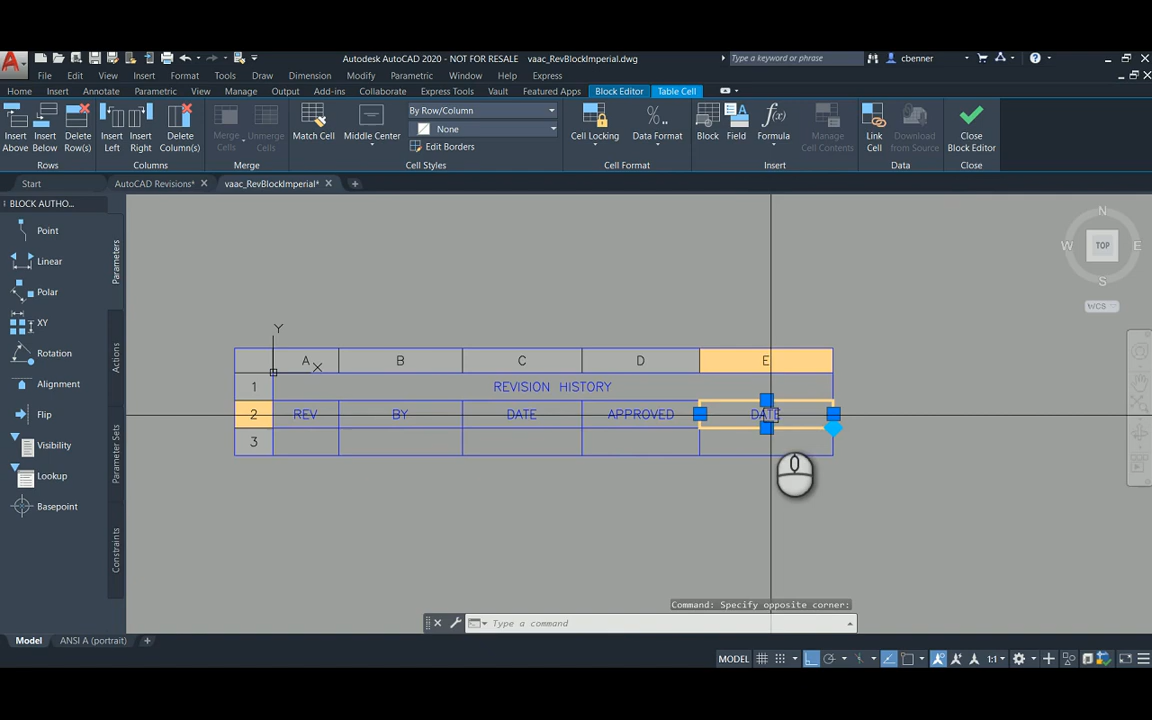 Autodesk AutoCAD 2020 - NOT FOR RESALE vaac_RevBlockImperial.dwg
Type a keyword or phrase
cbenner
File Edit View Insert Format Tools Draw Dimension Modify Parametric Window Help Express
Home Insert Annotate Parametric View Manage Output Add-ins Collaborate Express Tools Vault Featured Apps Block Editor Table Cell
Insert Above
Insert Below
Delete Row(s)
Insert Left
Insert Right
Delete Column(s)
Merge Cells
Unmerge Cells
Match Cell
Middle Center
By Row/Column
None
Edit Borders
Cell Locking
Data Format
Block
Field
Formula
Manage Cell Contents
Link Cell
Download from Source
Close Block Editor
Rows Columns Merge Cell Styles Cell Format Insert Data Close
Start AutoCAD Revisions* vaac_RevBlockImperial*
BLOCK AUTHO...
Point
Linear
Polar
XY
Rotation
Alignment
Flip
Visibility
Lookup
Basepoint
Parameters
Actions
Parameter Sets
Constraints
N
W TOP E
S
WCS
Y
X
A B C D E
1 REVISION HISTORY
2 REV BY DATE APPROVED DATE
3
Command: Specify opposite corner:
Type a command
Model ANSI A (portrait)
MODEL 1:1